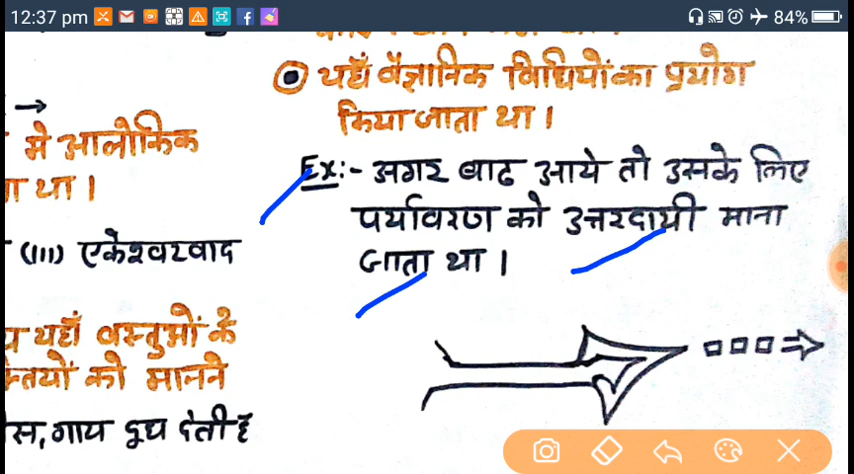 12:37 pm
84%
⦿ यहाँ वैज्ञानिक विधियों का प्रयोग
किया जाता था।
Ex:- अगर बाढ आये तो उसके लिए
पर्यावरण को उत्तरदायी माना
जाता था।
→
मे आलोकिक
था।
(iii) एकेश्वरवाद
यहाँ वस्तुओं के
को मानने
गाय दूध देती है